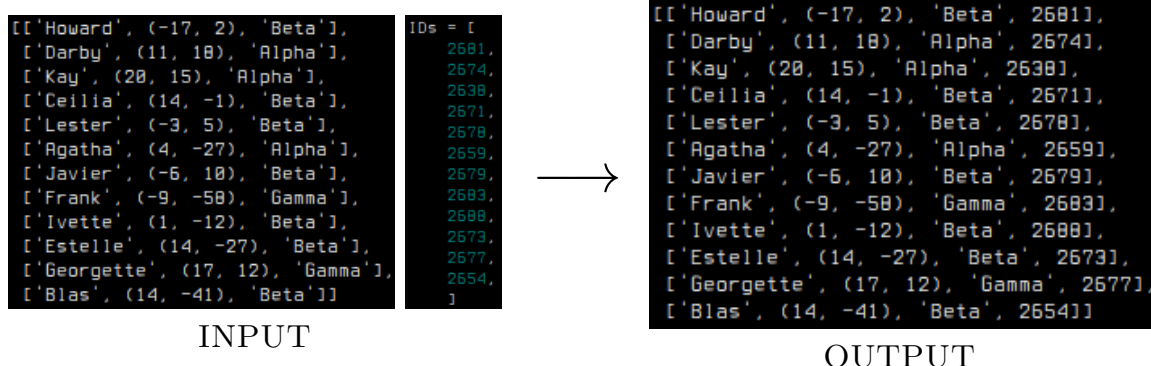 [['Howard', (-17, 2), 'Beta'],
['Darby', (11, 18), 'Alpha'],
['Kay', (20, 15), 'Alpha'],
['Ceilia', (14, -1), 'Beta'],
['Lester', (-3, 5), 'Beta'],
['Agatha', (4, -27), 'Alpha'],
['Javier', (-6, 10), 'Beta'],
['Frank', (-9, -58), 'Gamma'],
['Ivette', (1, -12), 'Beta'],
['Estelle', (14, -27), 'Beta'],
['Georgette', (17, 12), 'Gamma'],
['Blas', (14, -41), 'Beta']]
INPUT
IDs = [
2681,
2674,
2638,
2671,
2678,
2659,
2679,
2683,
2688,
2673,
2677,
2654,
]
[['Howard', (-17, 2), 'Beta', 2681],
['Darby', (11, 18), 'Alpha', 2674],
['Kay', (20, 15), 'Alpha', 2638],
['Ceilia', (14, -1), 'Beta', 2671],
['Lester', (-3, 5), 'Beta', 2678],
['Agatha', (4, -27), 'Alpha', 2659],
['Javier', (-6, 10), 'Beta', 2679],
['Frank', (-9, -58), 'Gamma', 2683],
['Ivette', (1, -12), 'Beta', 2688],
['Estelle', (14, -27), 'Beta', 2673],
['Georgette', (17, 12), 'Gamma', 2677],
['Blas', (14, -41), 'Beta', 2654]]
OUTPUT